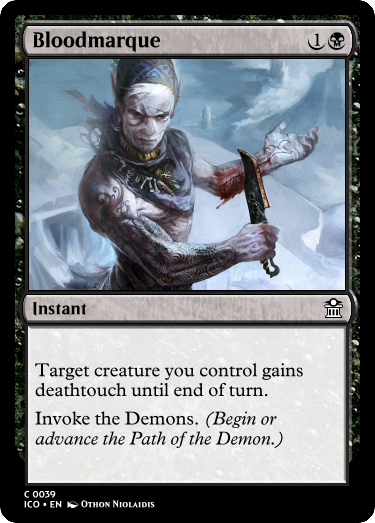 Bloodmarque 1
Instant
Target creature you control gains
deathtouch until end of turn.
Invoke the Demons. (Begin or
advance the Path of the Demon.)
C 0039
ICO • EN OTHON NIOLAIDIS